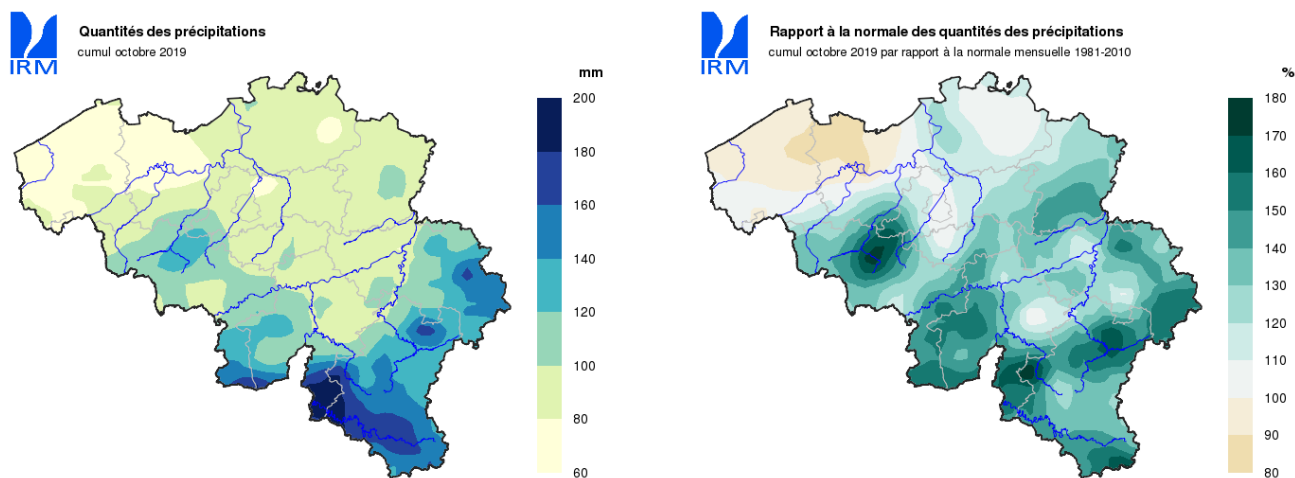 Quantités des précipitations
cumul octobre 2019
IRM
mm
200
180
160
140
120
100
80
60
Rapport à la normale des quantités des précipitations
cumul octobre 2019 par rapport à la normale mensuelle 1981-2010
IRM
%
180
170
160
150
140
130
120
110
100
90
80